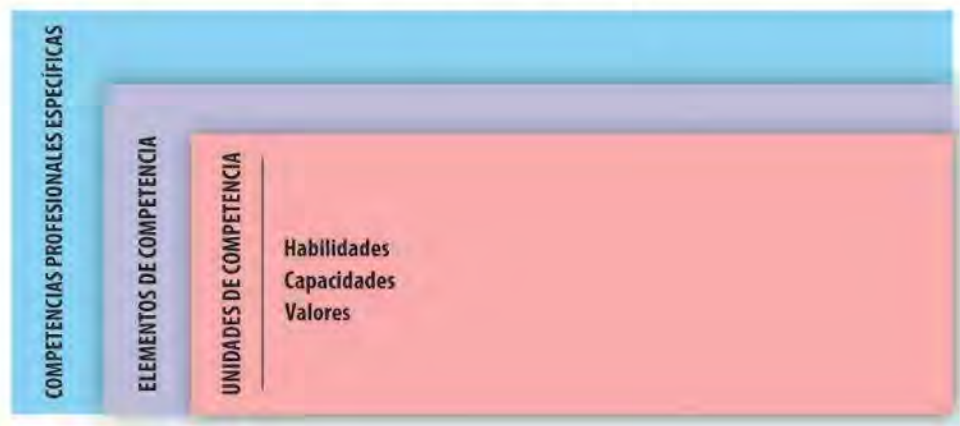 COMPETENCIAS PROFESIONALES ESPECÍFICAS
ELEMENTOS DE COMPETENCIA
UNIDADES DE COMPETENCIA
Habilidades
Capacidades
Valores